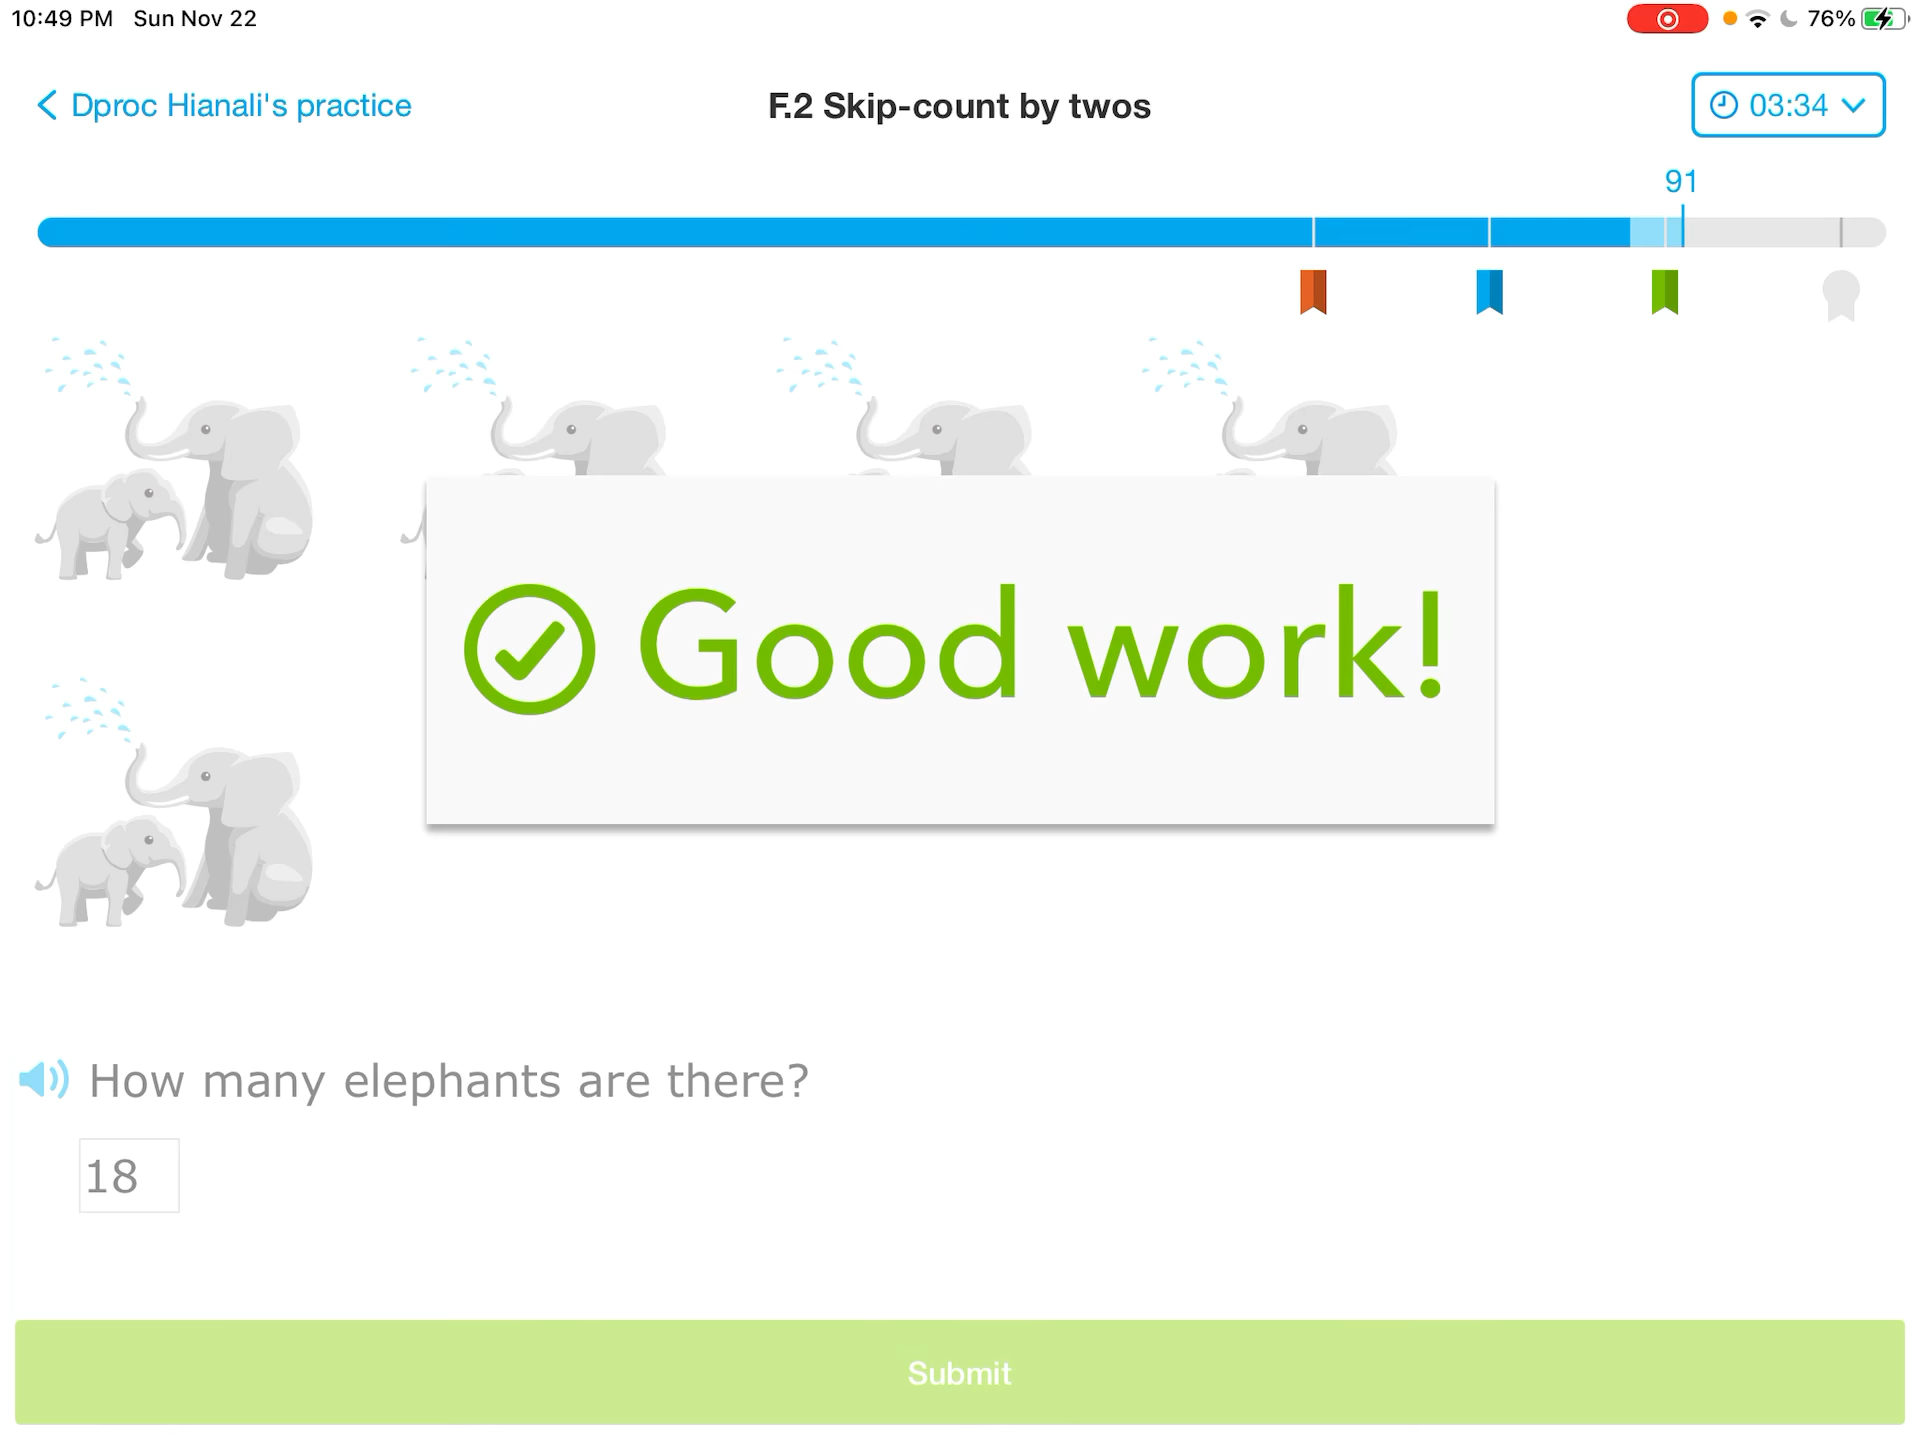 10:49 PM Sun Nov 22
76%
Dproc Hianali's practice
F.2 Skip-count by twos
03:34
91
Good work!
How many elephants are there?
18
Submit